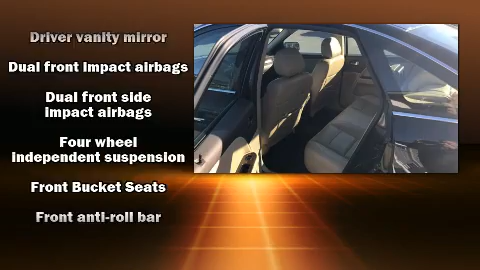 Driver vanity mirror
Dual front impact airbags
Dual front side
impact airbags
Four wheel
independent suspension
Front Bucket Seats
Front anti-roll bar